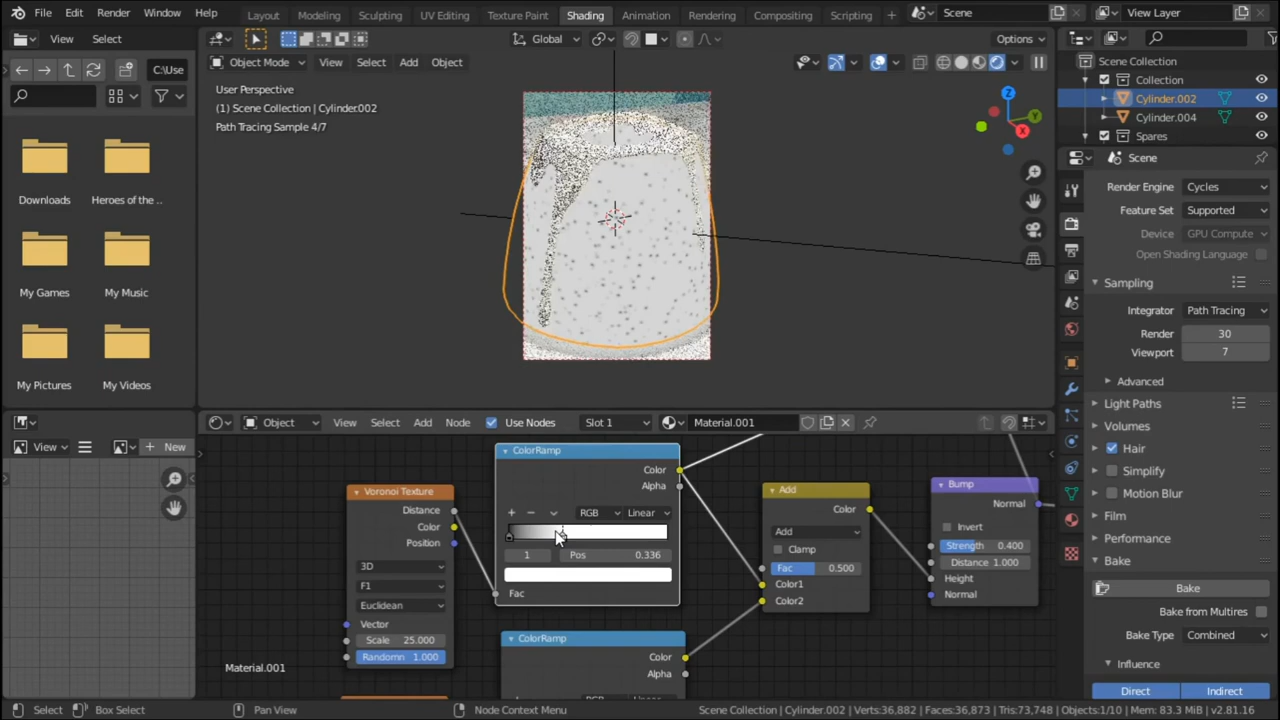 File Edit Render Window Help Layout Modeling Sculpting UV Editing Texture Paint Shading Animation Rendering Compositing Scripting + Scene View Layer
View Select Global Options
C:\Use Object Mode View Select Add Object
User Perspective
(1) Scene Collection | Cylinder.002
Path Tracing Sample 4/7
Downloads Heroes of the ..
My Games My Music
My Pictures My Videos
Z
Y
X
Scene Collection
Collection
Cylinder.002
Cylinder.004
Spares
Scene
Render Engine Cycles
Feature Set Supported
Device GPU Compute
Open Shading Language
Sampling
Integrator Path Tracing
Render 30
Viewport 7
Advanced
Light Paths
Volumes
Hair
Simplify
Motion Blur
Film
Performance
Bake
Bake
Bake from Multires
Bake Type Combined
Influence
Direct Indirect
View + New
Object View Select Add Node Use Nodes Slot 1 Material.001
Voronoi Texture
Distance
Color
Position
3D
F1
Euclidean
Vector
Scale 25.000
Randomn 1.000
ColorRamp
Color
Alpha
+ − RGB Linear
1 Pos 0.336
Fac
ColorRamp
Color
Alpha
Add
Color
Add
Clamp
Fac 0.500
Color1
Color2
Bump
Normal
Invert
Strength 0.400
Distance 1.000
Height
Normal
Material.001
Select Box Select Pan View Node Context Menu Scene Collection | Cylinder.002 | Verts:36,882 | Faces:36,873 | Tris:73,748 | Objects:1/10 | Mem: 83.3 MiB | v2.81.16